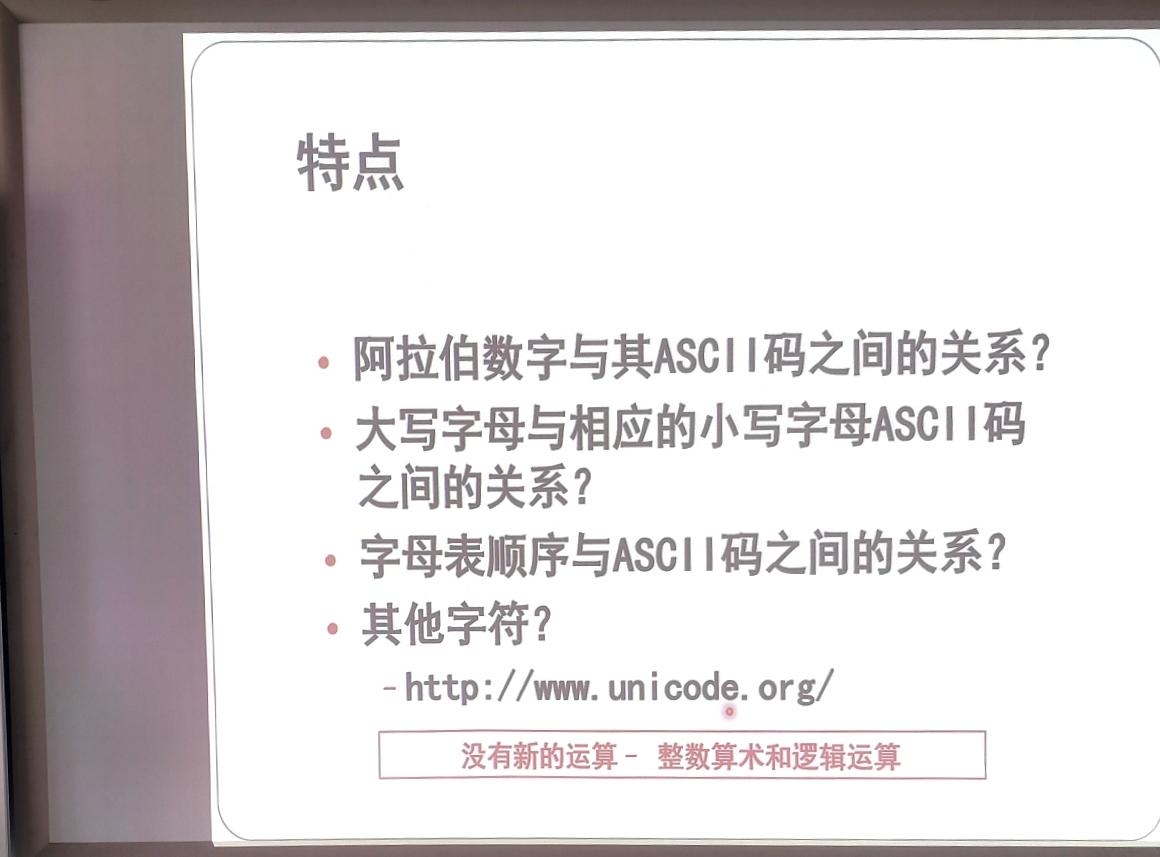 特点
• 阿拉伯数字与其ASCII码之间的关系？
• 大写字母与相应的小写字母ASCII码
之间的关系？
• 字母表顺序与ASCII码之间的关系？
• 其他字符？
–http://www.unicode.org/
没有新的运算－ 整数算术和逻辑运算